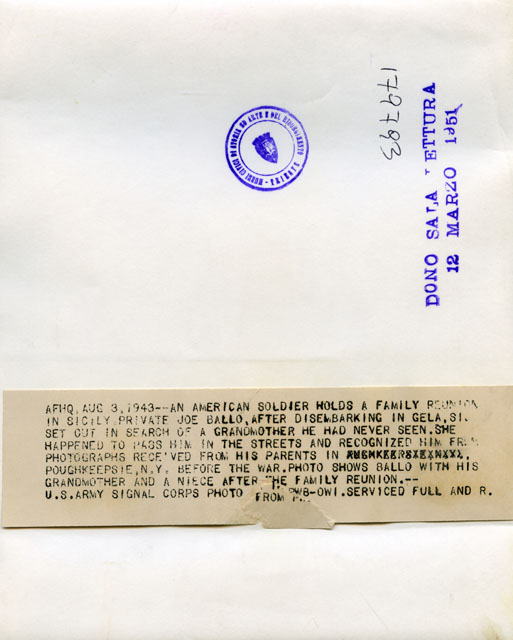 179793
DONO SALA LETTURA
12 MARZO 1951
AFHQ,AUG 3,1943--AN AMERICAN SOLDIER HOLDS A FAMILY REUNION
IN SICILY.PRIVATE JOE BALLO,AFTER DISEMBARKING IN GELA,SI.
SET OUT IN SEARCH OF A GRANDMOTHER HE HAD NEVER SEEN.SHE
HAPPENED TO PASS HIM IN THE STREETS AND RECOGNIZED HIM FROM
PHOTOGRAPHS RECEIVED FROM HIS PARENTS IN
POUGHKEEPSIE,N.Y. BEFORE THE WAR.PHOTO SHOWS BALLO WITH HIS
GRANDMOTHER AND A NIECE AFTER THE FAMILY REUNION.--
U.S.ARMY SIGNAL CORPS PHOTO FROM PWB-OWI.SERVICED FULL AND R.